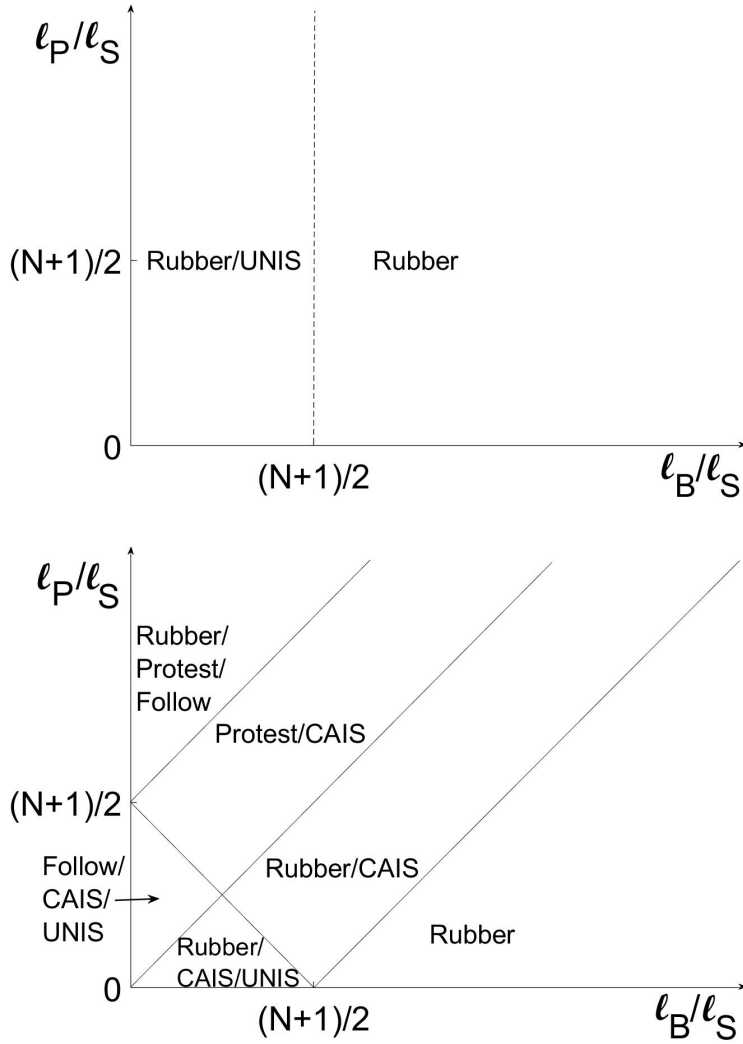 ℓP/ℓS
(N+1)/2
Rubber/UNIS
Rubber
0
(N+1)/2
ℓB/ℓS
ℓP/ℓS
Rubber/
Protest/
Follow
Protest/CAIS
(N+1)/2
Follow/
CAIS/
UNIS
Rubber/CAIS
Rubber
Rubber/
CAIS/UNIS
0
(N+1)/2
ℓB/ℓS